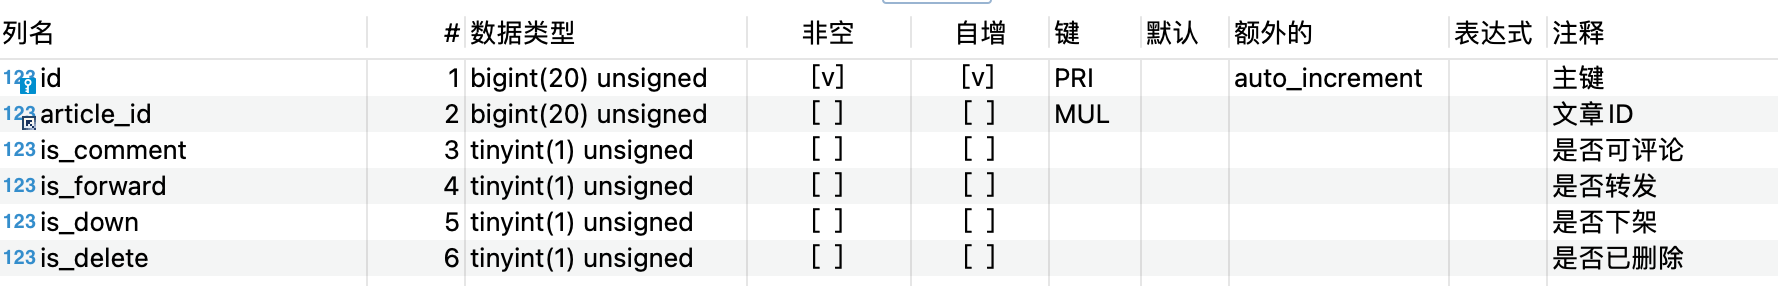 列名 # 数据类型 非空 自增 键 默认 额外的 表达式 注释
123 id 1 bigint(20) unsigned [v] [v] PRI auto_increment 主键
123 article_id 2 bigint(20) unsigned [ ] [ ] MUL 文章ID
123 is_comment 3 tinyint(1) unsigned [ ] [ ] 是否可评论
123 is_forward 4 tinyint(1) unsigned [ ] [ ] 是否转发
123 is_down 5 tinyint(1) unsigned [ ] [ ] 是否下架
123 is_delete 6 tinyint(1) unsigned [ ] [ ] 是否已删除